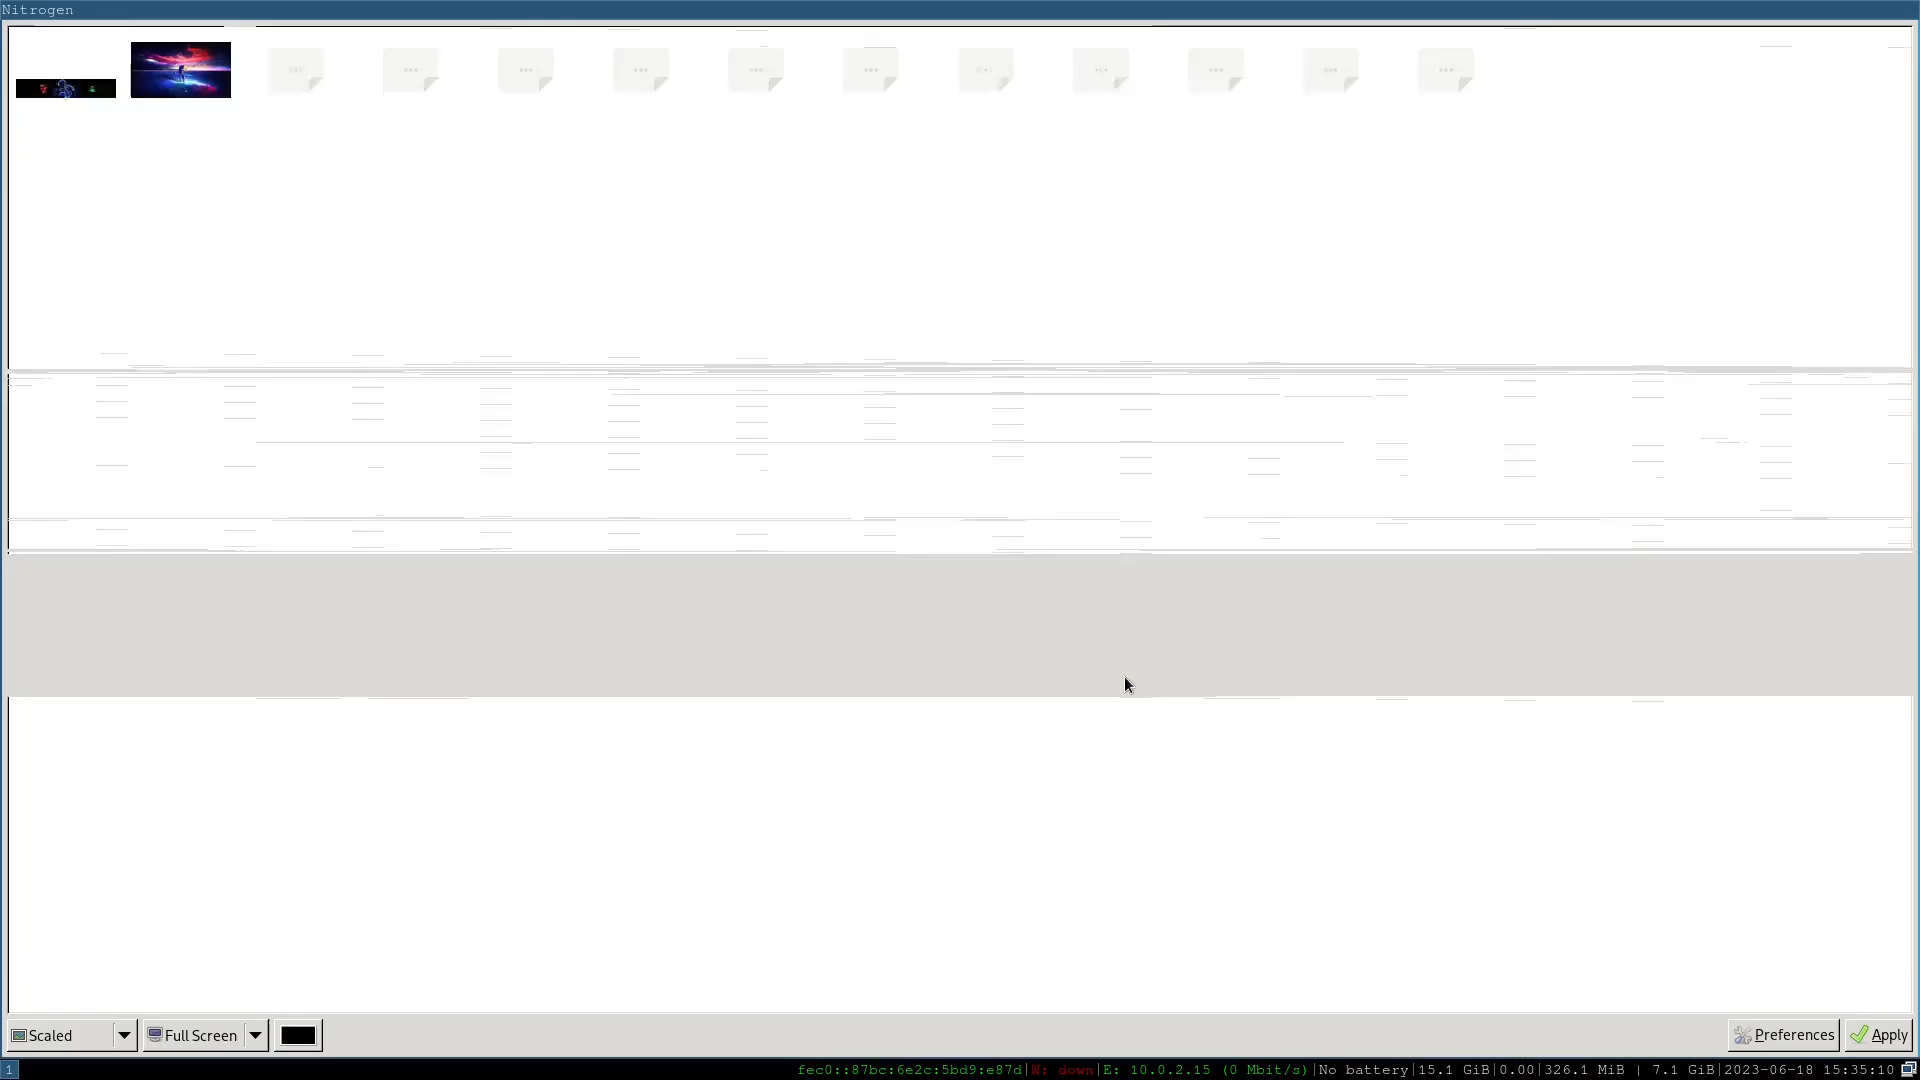 Nitrogen
Scaled
Full Screen
Preferences
Apply
1
fec0::87bc:6e2c:5bd9:e87d|W: down|E: 10.0.2.15 (0 Mbit/s)|No battery|15.1 GiB|0.00|326.1 MiB | 7.1 GiB|2023-06-18 15:35:10